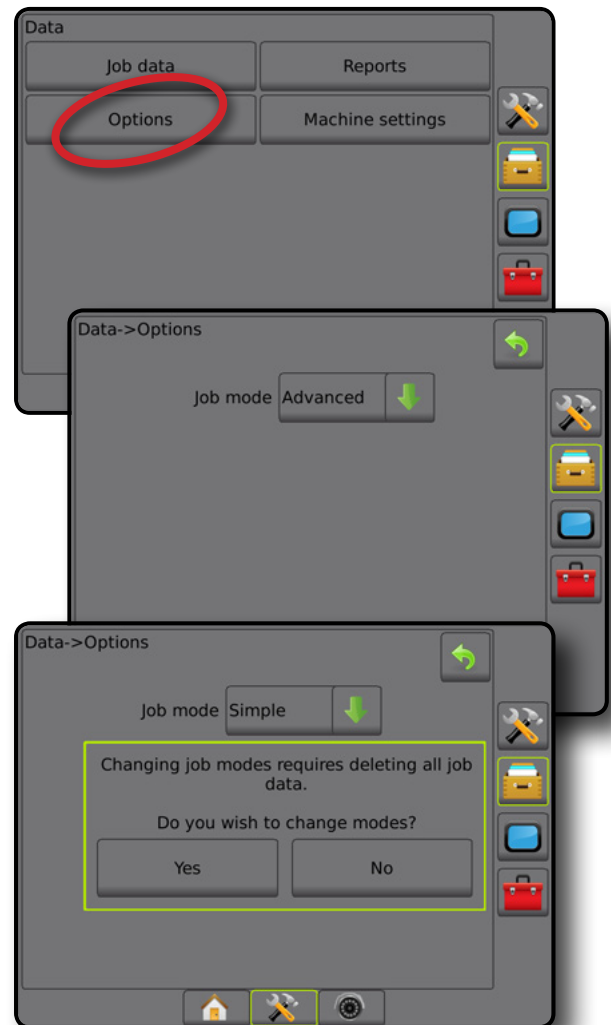 Data
Job data Reports
Options Machine settings
Data->Options
Job mode Advanced
Data->Options
Job mode Simple
Changing job modes requires deleting all job
data.
Do you wish to change modes?
Yes No